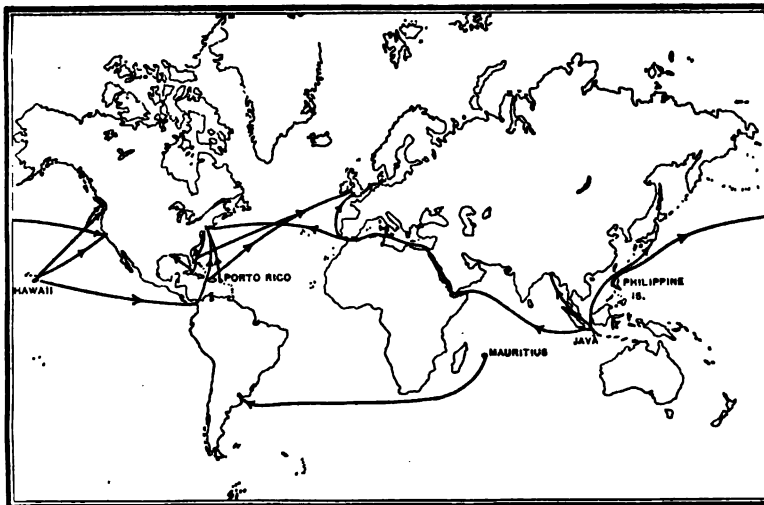 HAWAII
PORTO RICO
PHILIPPINE
IS.
JAVA
MAURITIUS